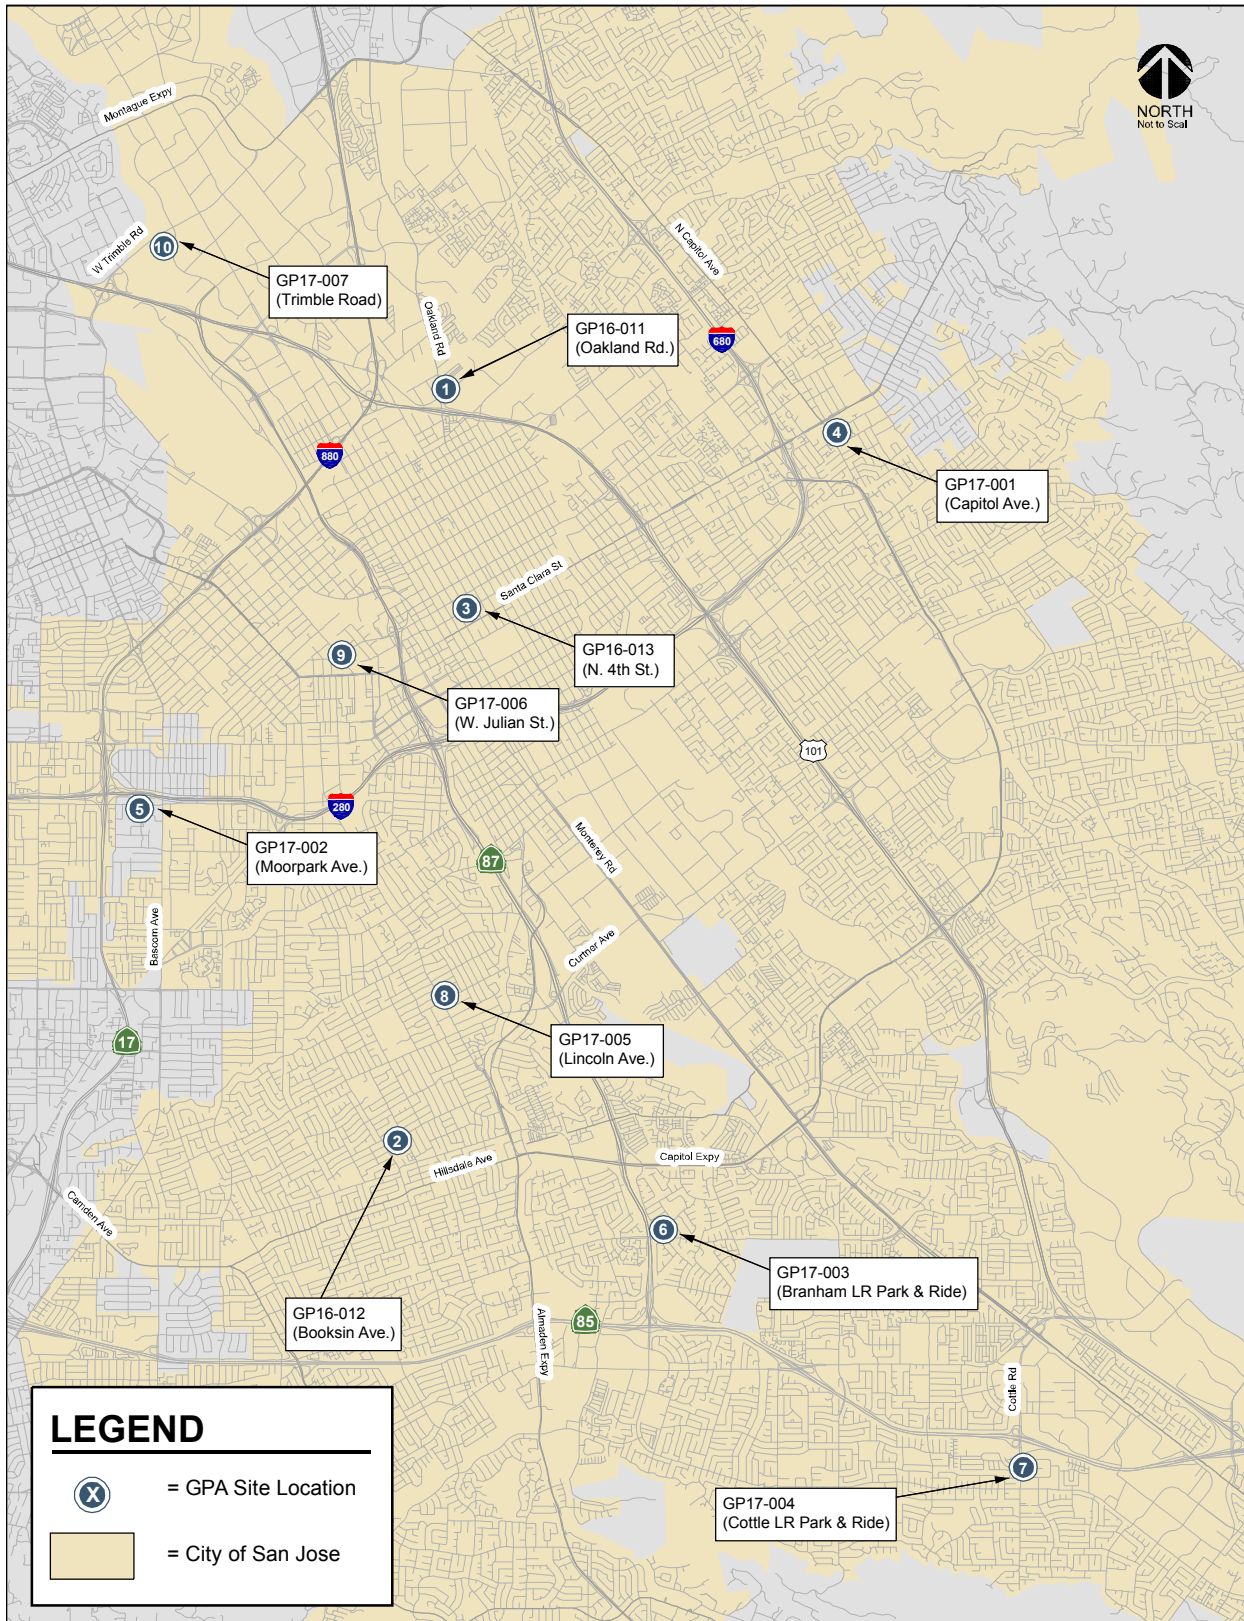 NORTH
Not to Scal
Montague Expy
W Trimble Rd
N Capitol Ave
10
GP17-007
(Trimble Road)
Oakland Rd
GP16-011
(Oakland Rd.)
680
1
4
880
GP17-001
(Capitol Ave.)
Santa Clara St
3
GP16-013
(N. 4th St.)
9
GP17-006
(W. Julian St.)
101
5
280
GP17-002
(Moorpark Ave.)
Monterey Rd
87
Bascom Ave
Curtner Ave
8
GP17-005
(Lincoln Ave.)
17
2
Hillsdale Ave
Capitol Expy
Camden Ave
6
GP17-003
(Branham LR Park & Ride)
GP16-012
(Booksin Ave.)
85
Almaden Expy
Cottle Rd
7
GP17-004
(Cottle LR Park & Ride)
LEGEND
X
= GPA Site Location
= City of San Jose